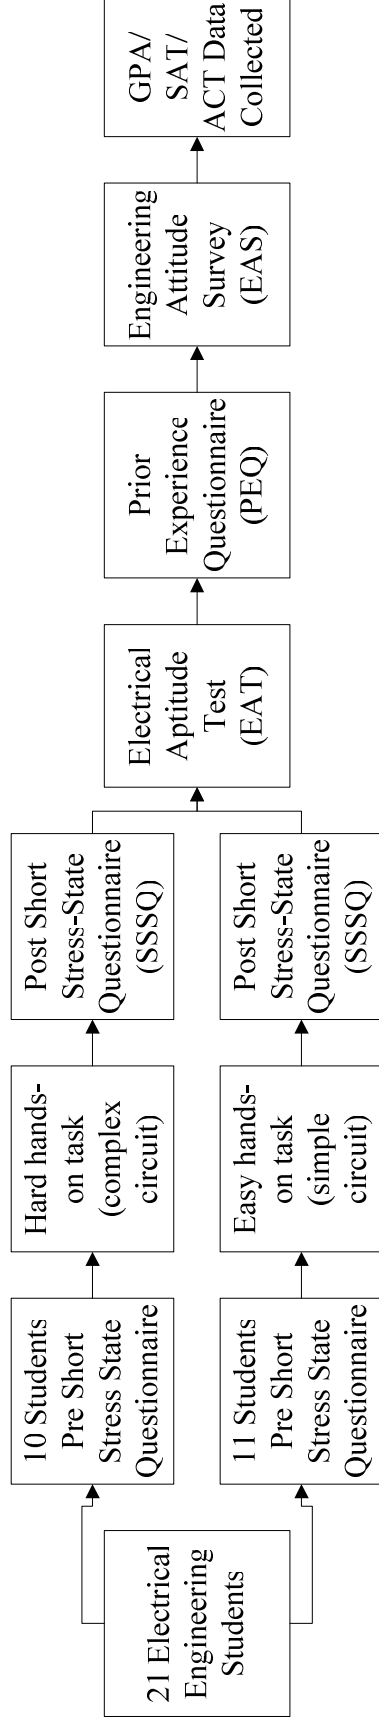 21 Electrical
Engineering
Students
10 Students
Pre Short
Stress State
Questionnaire
Hard hands-
on task
(complex
circuit)
Post Short
Stress-State
Questionnaire
(SSSQ)
11 Students
Pre Short
Stress State
Questionnaire
Easy hands-
on task
(simple
circuit)
Post Short
Stress-State
Questionnaire
(SSSQ)
Electrical
Aptitude
Test
(EAT)
Prior
Experience
Questionnaire
(PEQ)
Engineering
Attitude
Survey
(EAS)
GPA/
SAT/
ACT Data
Collected